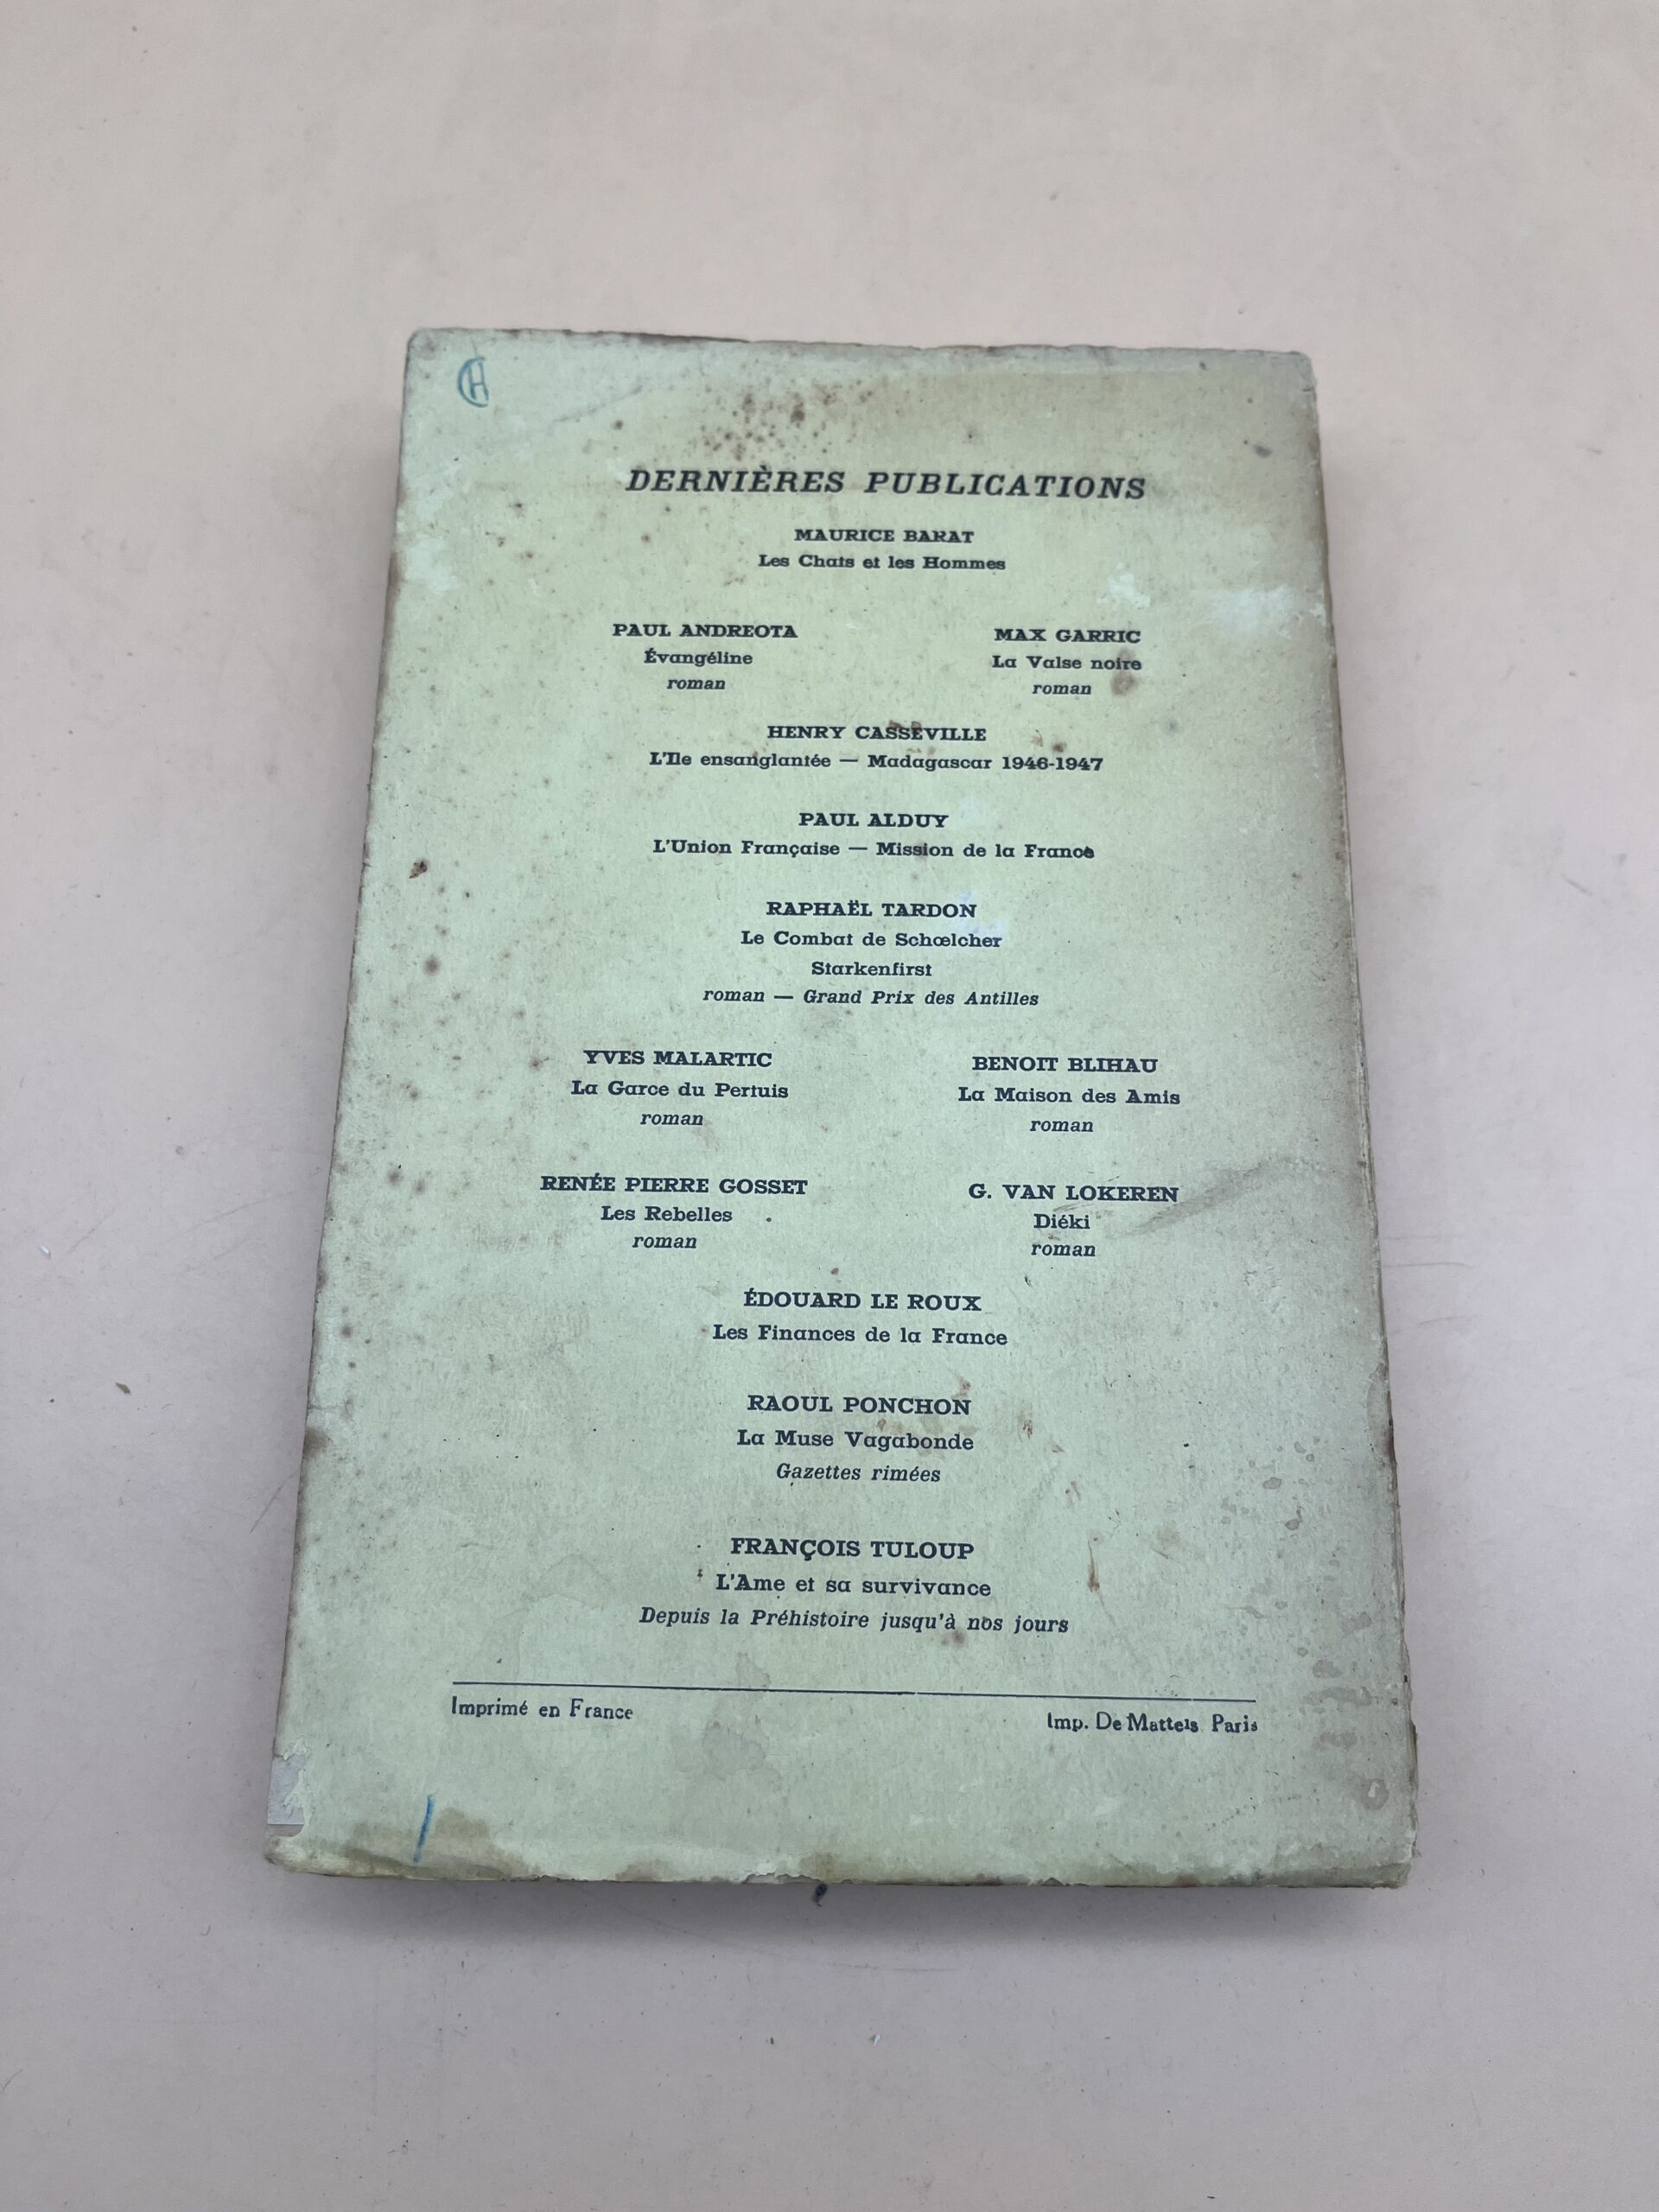 DERNIÈRES PUBLICATIONS
MAURICE BARAT
Les Chats et les Hommes
PAUL ANDREOTA
Évangéline
roman
MAX GARRIC
La Valse noire
roman
HENRY CASSEVILLE
L'Ile ensanglantée — Madagascar 1946-1947
PAUL ALDUY
L'Union Française — Mission de la France
RAPHAËL TARDON
Le Combat de Schœlcher
Starkenfirst
roman — Grand Prix des Antilles
YVES MALARTIC
La Garce du Pertuis
roman
BENOIT BLIHAU
La Maison des Amis
roman
RENÉE PIERRE GOSSET
Les Rebelles
roman
G. VAN LOKEREN
Diéki
roman
ÉDOUARD LE ROUX
Les Finances de la France
RAOUL PONCHON
La Muse Vagabonde
Gazettes rimées
FRANÇOIS TULOUP
L'Ame et sa survivance
Depuis la Préhistoire jusqu'à nos jours
Imprimé en France
Imp. De Matteis Paris